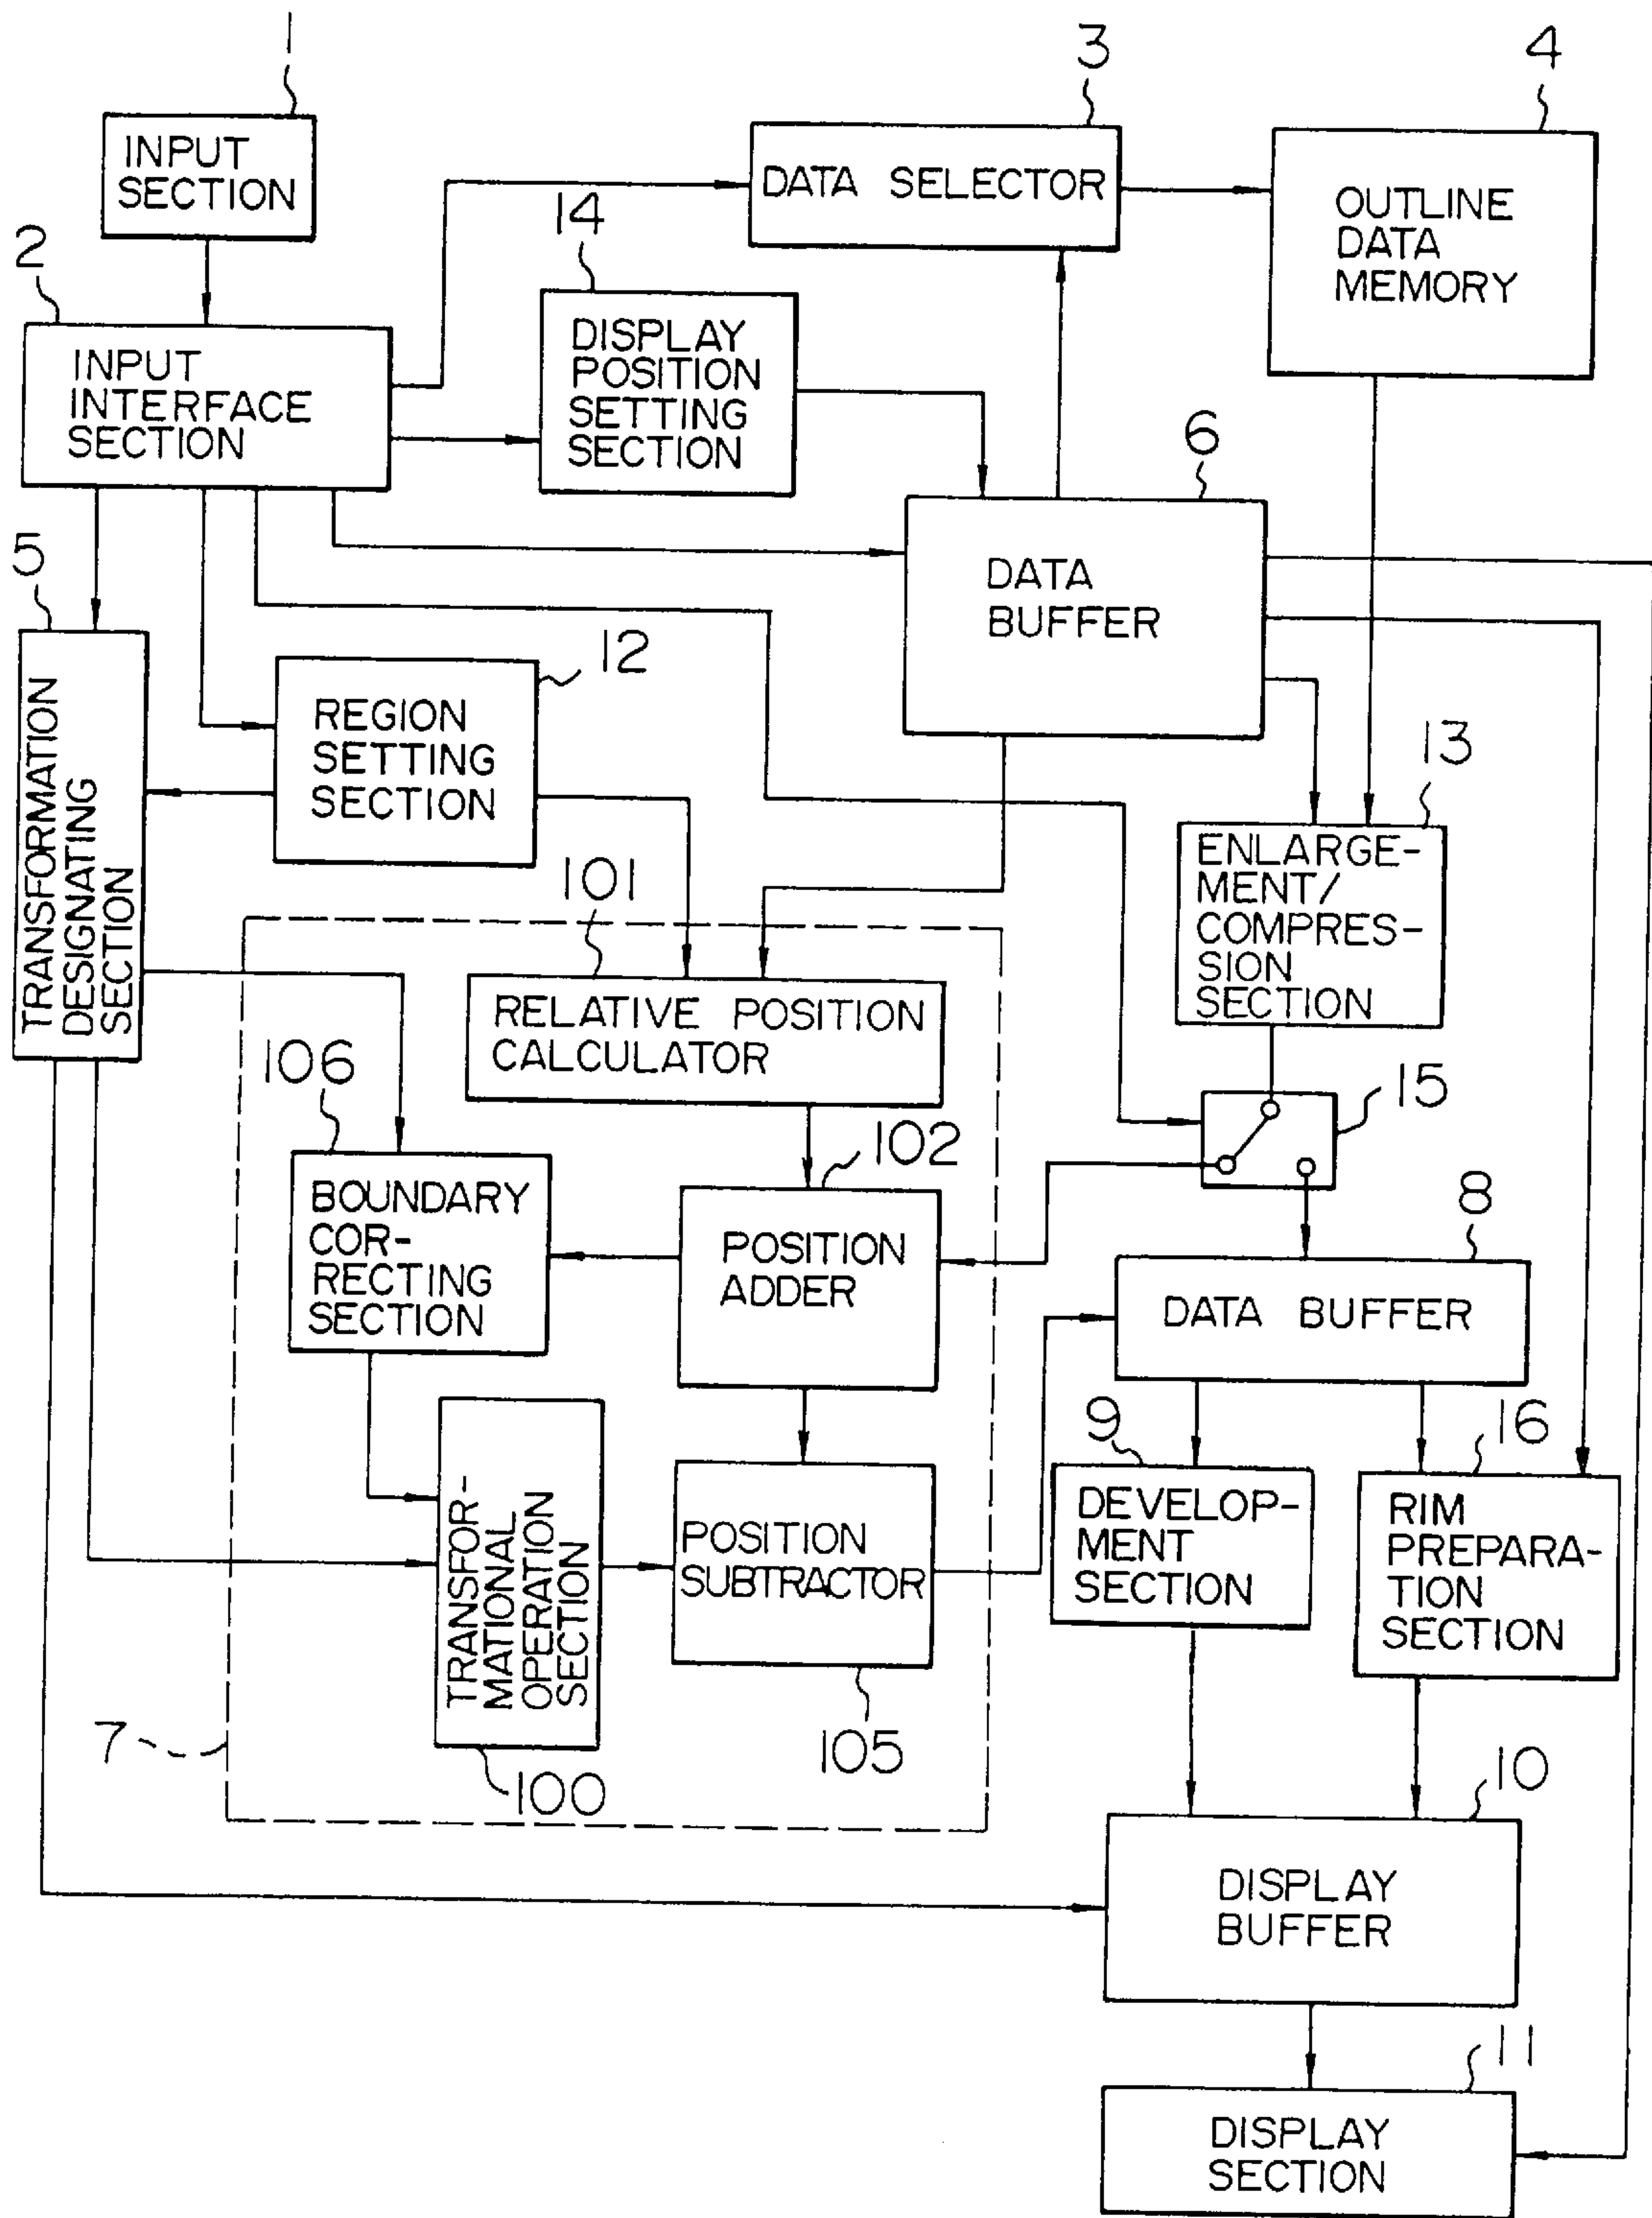 1
3
4
INPUT
SECTION
DATA SELECTOR
OUTLINE
DATA
MEMORY
14
2
INPUT
INTERFACE
SECTION
DISPLAY
POSITION
SETTING
SECTION
6
DATA
BUFFER
5
TRANSFORMATION
DESIGNATING
SECTION
12
REGION
SETTING
SECTION
13
ENLARGE-
MENT/
COMPRES-
SION
SECTION
101
RELATIVE POSITION
CALCULATOR
106
15
102
BOUNDARY
COR-
RECTING
SECTION
POSITION
ADDER
8
DATA BUFFER
9
16
TRANSFOR-
MATIONAL
OPERATION
SECTION
POSITION
SUBTRACTOR
DEVELOP-
MENT
SECTION
RIM
PREPARA-
TION
SECTION
7
100
105
10
DISPLAY
BUFFER
11
DISPLAY
SECTION